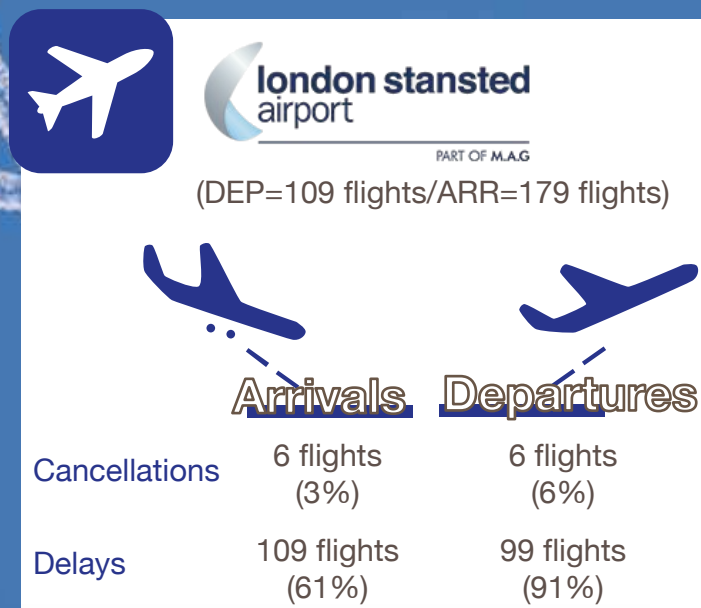 london stansted
airport
PART OF M.A.G
(DEP=109 flights/ARR=179 flights)
Arrivals Departures
Cancellations 6 flights 6 flights
(3%) (6%)
Delays 109 flights 99 flights
(61%) (91%)